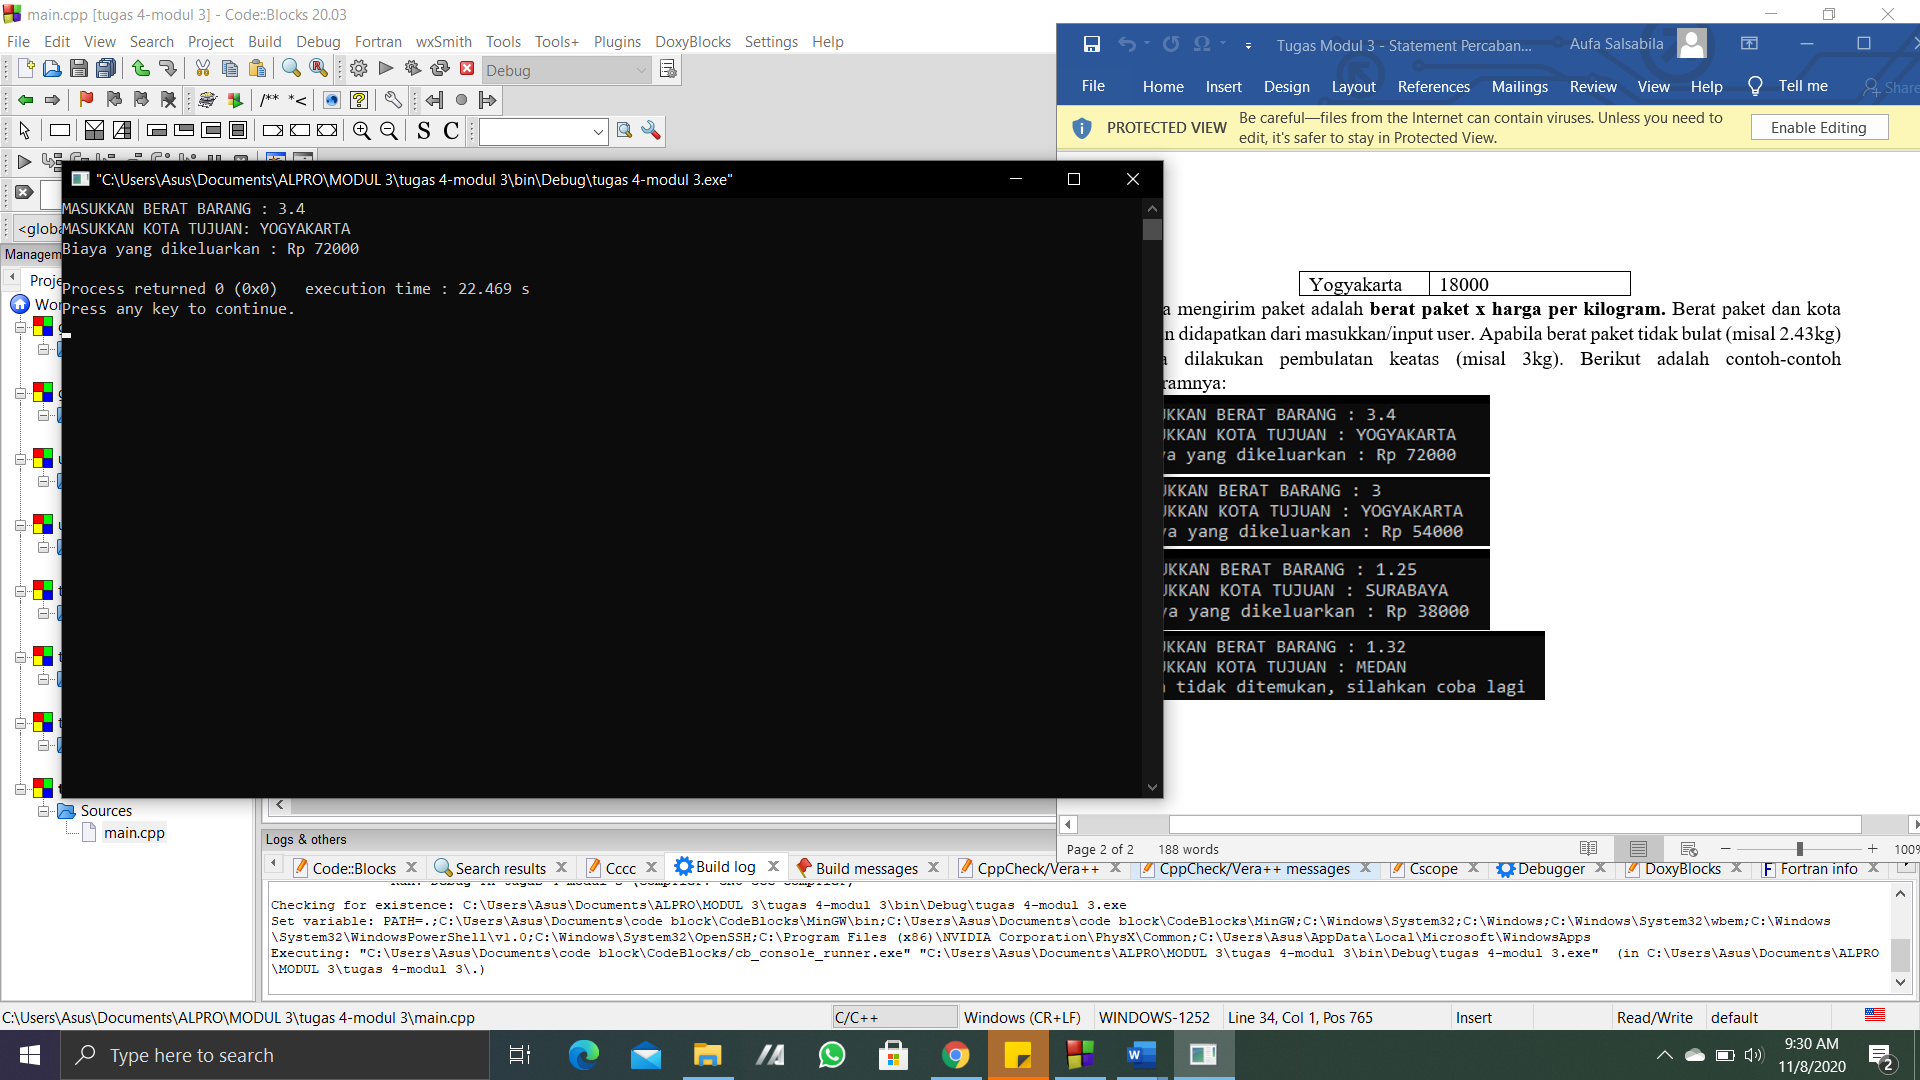 main.cpp [tugas 4-modul 3] - Code::Blocks 20.03
File Edit View Search Project Build Debug Fortran wxSmith Tools Tools+ Plugins DoxyBlocks Settings Help
Debug
/** *<
S C
<globa
Managem
Proje
Wor
Sources
main.cpp
"C:\Users\Asus\Documents\ALPRO\MODUL 3\tugas 4-modul 3\bin\Debug\tugas 4-modul 3.exe"
MASUKKAN BERAT BARANG : 3.4
MASUKKAN KOTA TUJUAN: YOGYAKARTA
Biaya yang dikeluarkan : Rp 72000
Process returned 0 (0x0)   execution time : 22.469 s
Press any key to continue.
Tugas Modul 3 - Statement Percaban... Aufa Salsabila
File Home Insert Design Layout References Mailings Review View Help Tell me Share
PROTECTED VIEW Be careful—files from the Internet can contain viruses. Unless you need to
edit, it's safer to stay in Protected View.
Enable Editing
Yogyakarta 18000
a mengirim paket adalah berat paket x harga per kilogram. Berat paket dan kota
n didapatkan dari masukkan/input user. Apabila berat paket tidak bulat (misal 2.43kg)
a dilakukan pembulatan keatas (misal 3kg). Berikut adalah contoh-contoh
ramnya:
UKKAN BERAT BARANG : 3.4
UKKAN KOTA TUJUAN : YOGYAKARTA
ya yang dikeluarkan : Rp 72000
UKKAN BERAT BARANG : 3
UKKAN KOTA TUJUAN : YOGYAKARTA
ya yang dikeluarkan : Rp 54000
UKKAN BERAT BARANG : 1.25
UKKAN KOTA TUJUAN : SURABAYA
ya yang dikeluarkan : Rp 38000
UKKAN BERAT BARANG : 1.32
UKKAN KOTA TUJUAN : MEDAN
tidak ditemukan, silahkan coba lagi
Page 2 of 2 188 words 100%
Logs & others
Code::Blocks Search results Cccc Build log Build messages CppCheck/Vera++ CppCheck/Vera++ messages Cscope Debugger DoxyBlocks Fortran info
Checking for existence: C:\Users\Asus\Documents\ALPRO\MODUL 3\tugas 4-modul 3\bin\Debug\tugas 4-modul 3.exe
Set variable: PATH=.;C:\Users\Asus\Documents\code block\CodeBlocks\MinGW\bin;C:\Users\Asus\Documents\code block\CodeBlocks\MinGW;C:\Windows\System32;C:\Windows;C:\Windows\System32\wbem;C:\Windows
\System32\WindowsPowerShell\v1.0;C:\Windows\System32\OpenSSH;C:\Program Files (x86)\NVIDIA Corporation\PhysX\Common;C:\Users\Asus\AppData\Local\Microsoft\WindowsApps
Executing: "C:\Users\Asus\Documents\code block\CodeBlocks/cb_console_runner.exe" "C:\Users\Asus\Documents\ALPRO\MODUL 3\tugas 4-modul 3\bin\Debug\tugas 4-modul 3.exe"  (in C:\Users\Asus\Documents\ALPRO
\MODUL 3\tugas 4-modul 3\.)
C:\Users\Asus\Documents\ALPRO\MODUL 3\tugas 4-modul 3\main.cpp C/C++ Windows (CR+LF) WINDOWS-1252 Line 34, Col 1, Pos 765 Insert Read/Write default
Type here to search
9:30 AM
11/8/2020
2